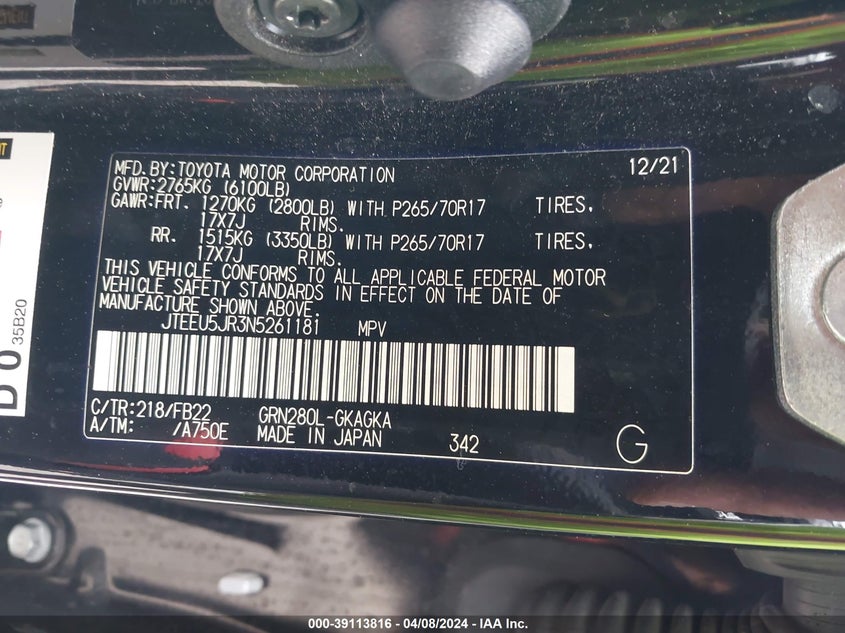 MFD.BY:TOYOTA MOTOR CORPORATION 12/21
GVWR:2765KG (6100LB)
GAWR:FRT. 1270KG (2800LB) WITH P265/70R17 TIRES,
17X7J RIMS.
RR. 1515KG (3350LB) WITH P265/70R17 TIRES,
17X7J RIMS.
THIS VEHICLE CONFORMS TO ALL APPLICABLE FEDERAL MOTOR
VEHICLE SAFETY STANDARDS IN EFFECT ON THE DATE OF
MANUFACTURE SHOWN ABOVE.
JTEEU5JR3N5261181 MPV
C/TR:218/FB22 GRN280L-GKAGKA
A/TM: /A750E MADE IN JAPAN 342 G
35B20
000-39113816 - 04/08/2024 - IAA Inc.